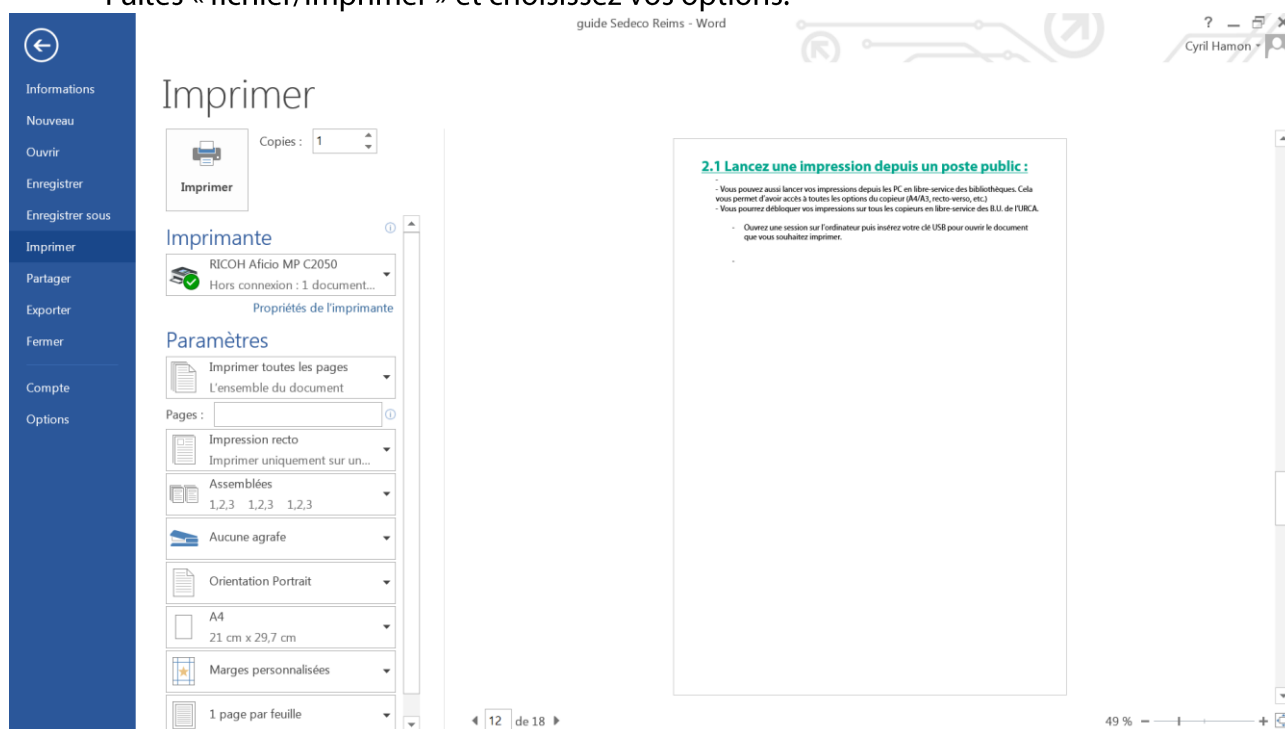 Faites « fichier/imprimer » et choisissez vos options.
guide Sedeco Reims - Word
?
Cyril Hamon
Informations
Nouveau
Ouvrir
Enregistrer
Enregistrer sous
Imprimer
Partager
Exporter
Fermer
Compte
Options
Imprimer
Copies : 1
Imprimer
Imprimante
RICOH Aficio MP C2050
Hors connexion : 1 document...
Propriétés de l'imprimante
Paramètres
Imprimer toutes les pages
L'ensemble du document
Pages :
Impression recto
Imprimer uniquement sur un...
Assemblées
1,2,3 1,2,3 1,2,3
Aucune agrafe
Orientation Portrait
A4
21 cm x 29,7 cm
Marges personnalisées
1 page par feuille
2.1 Lancez une impression depuis un poste public :
-
- Vous pouvez aussi lancer vos impressions depuis les PC en libre-service des bibliothèques. Cela
vous permet d'avoir accès à toutes les options du copieur (A4/A3, recto-verso, etc.)
- Vous pourrez débloquer vos impressions sur tous les copieurs en libre-service des B.U. de l'URCA.
- Ouvrez une session sur l'ordinateur puis insérez votre clé USB pour ouvrir le document
que vous souhaitez imprimer.
-
12 de 18
49 %